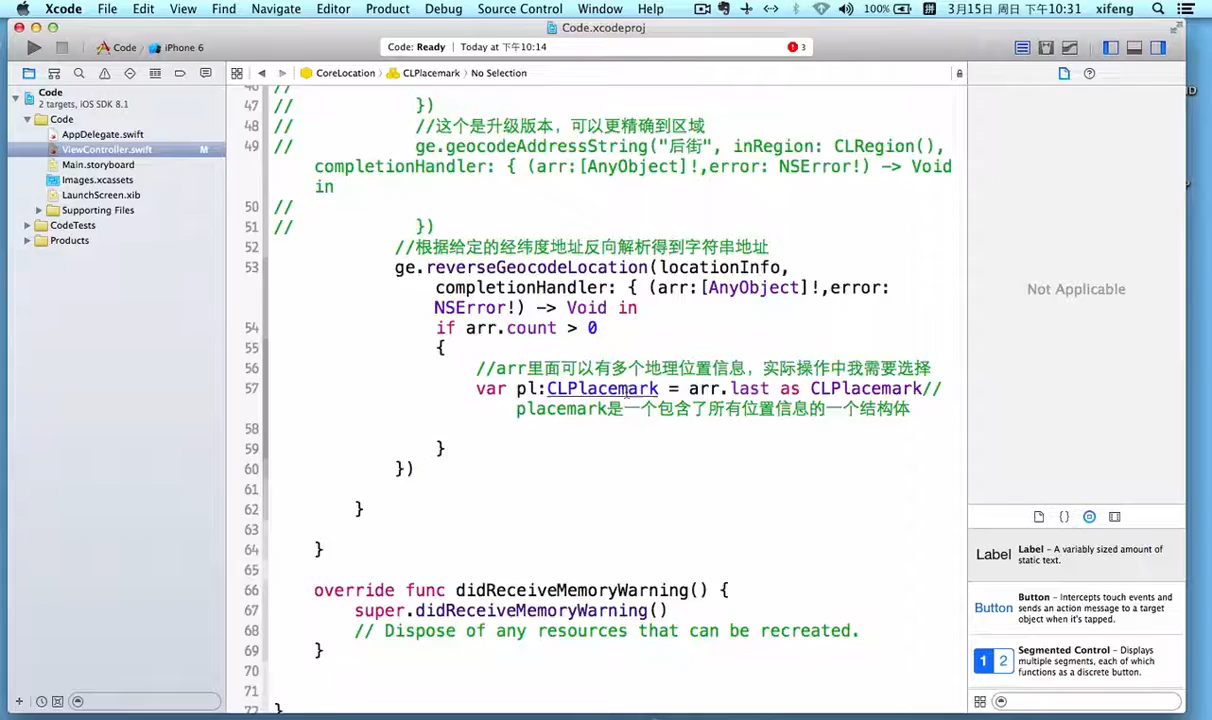 Xcode File Edit View Find Navigate Editor Product Debug Source Control Window Help 100% 拼 3月15日 周日 下午10:31 xifeng
Code.xcodeproj
Code iPhone 6 Code: Ready Today at 下午10:14 3
CoreLocation CLPlacemark No Selection
Code
2 targets, iOS SDK 8.1
Code
AppDelegate.swift
ViewController.swift M
Main.storyboard
Images.xcassets
LaunchScreen.xib
Supporting Files
CodeTests
Products
46 //
47 // })
48 // //这个是升级版本，可以更精确到区域
49 // ge.geocodeAddressString("后街", inRegion: CLRegion(),
completionHandler: { (arr:[AnyObject]!,error: NSError!) -> Void
in
50 //
51 // })
52 //根据给定的经纬度地址反向解析得到字符串地址
53 ge.reverseGeocodeLocation(locationInfo,
completionHandler: { (arr:[AnyObject]!,error:
NSError!) -> Void in
54 if arr.count > 0
55 {
56 //arr里面可以有多个地理位置信息，实际操作中我需要选择
57 var pl:CLPlacemark = arr.last as CLPlacemark//
placemark是一个包含了所有位置信息的一个结构体
58
59 }
60 })
61
62 }
63
64 }
65
66 override func didReceiveMemoryWarning() {
67 super.didReceiveMemoryWarning()
68 // Dispose of any resources that can be recreated.
69 }
70
71
72 }
Not Applicable
Label Label - A variably sized amount of
static text.
Button Button - Intercepts touch events and
sends an action message to a target
object when it's tapped.
1 2 Segmented Control - Displays
multiple segments, each of which
functions as a discrete button.